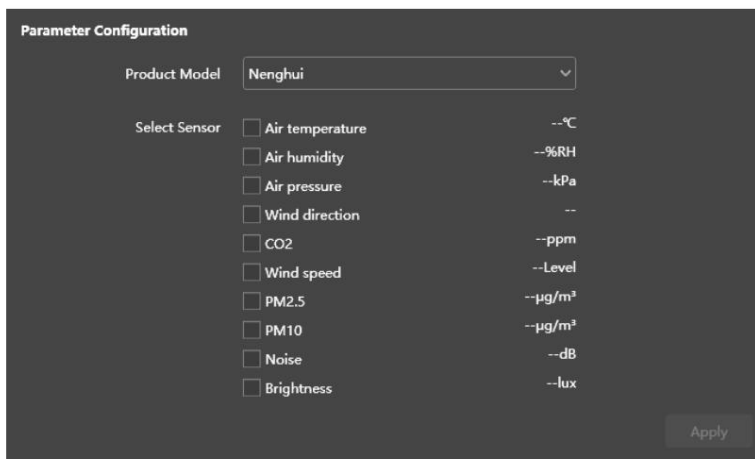 Parameter Configuration
Product Model Nenghui
Select Sensor Air temperature --℃
Air humidity --%RH
Air pressure --kPa
Wind direction --
CO2 --ppm
Wind speed --Level
PM2.5 --μg/m³
PM10 --μg/m³
Noise --dB
Brightness --lux
Apply